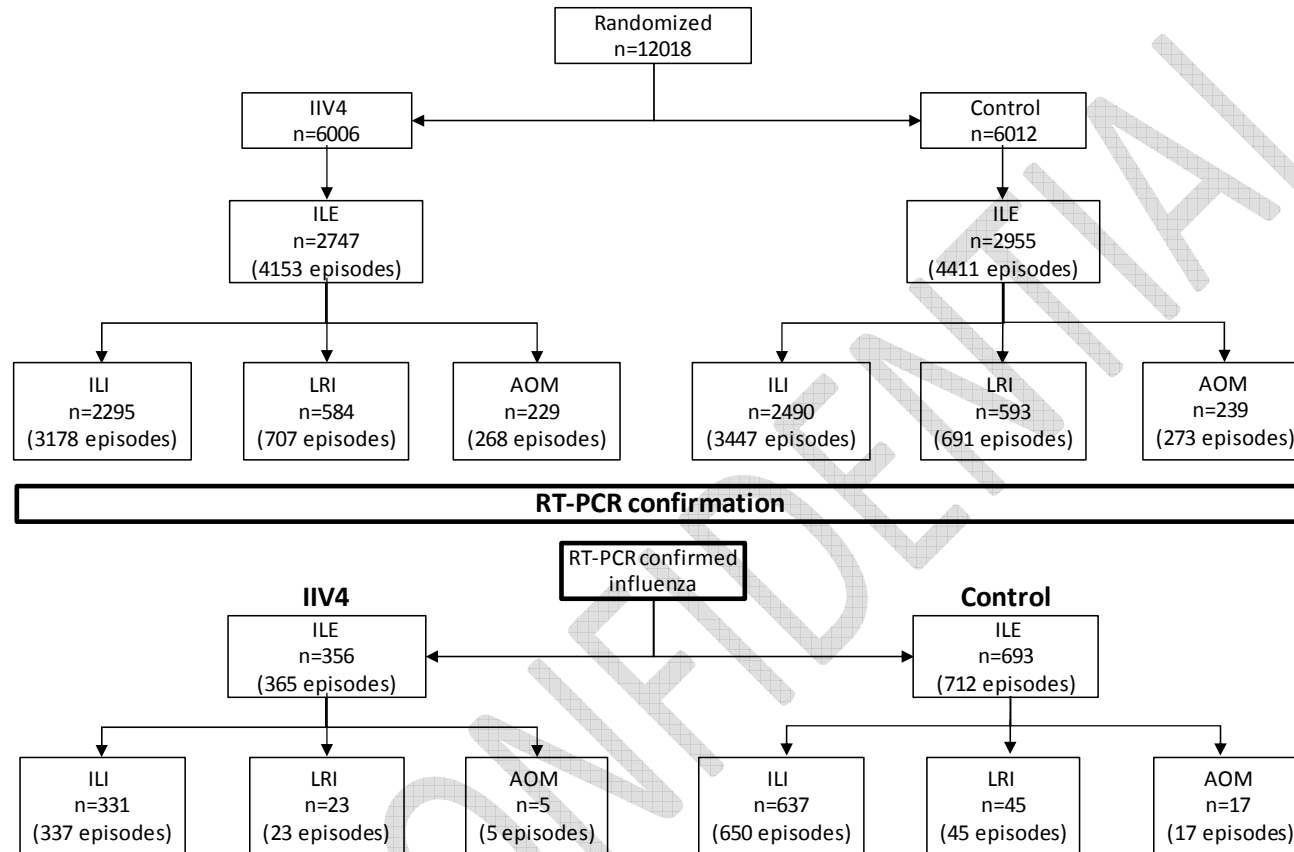 Randomized
n=12018
IIV4
n=6006
Control
n=6012
ILE
n=2747
(4153 episodes)
ILE
n=2955
(4411 episodes)
ILI
n=2295
(3178 episodes)
LRI
n=584
(707 episodes)
AOM
n=229
(268 episodes)
ILI
n=2490
(3447 episodes)
LRI
n=593
(691 episodes)
AOM
n=239
(273 episodes)
RT-PCR confirmation
RT-PCR confirmed
influenza
IIV4
Control
ILE
n=356
(365 episodes)
ILE
n=693
(712 episodes)
ILI
n=331
(337 episodes)
LRI
n=23
(23 episodes)
AOM
n=5
(5 episodes)
ILI
n=637
(650 episodes)
LRI
n=45
(45 episodes)
AOM
n=17
(17 episodes)
CONFIDENTIAL